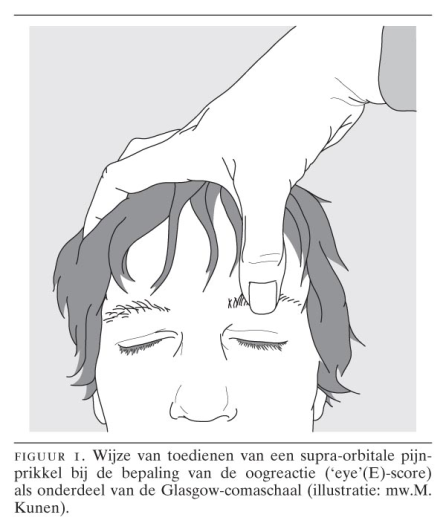 FIGUUR 1. Wijze van toedienen van een supra-orbitale pijn-
prikkel bij de bepaling van de oogreactie (‘eye’(E)-score)
als onderdeel van de Glasgow-comaschaal (illustratie: mw.M.
Kunen).